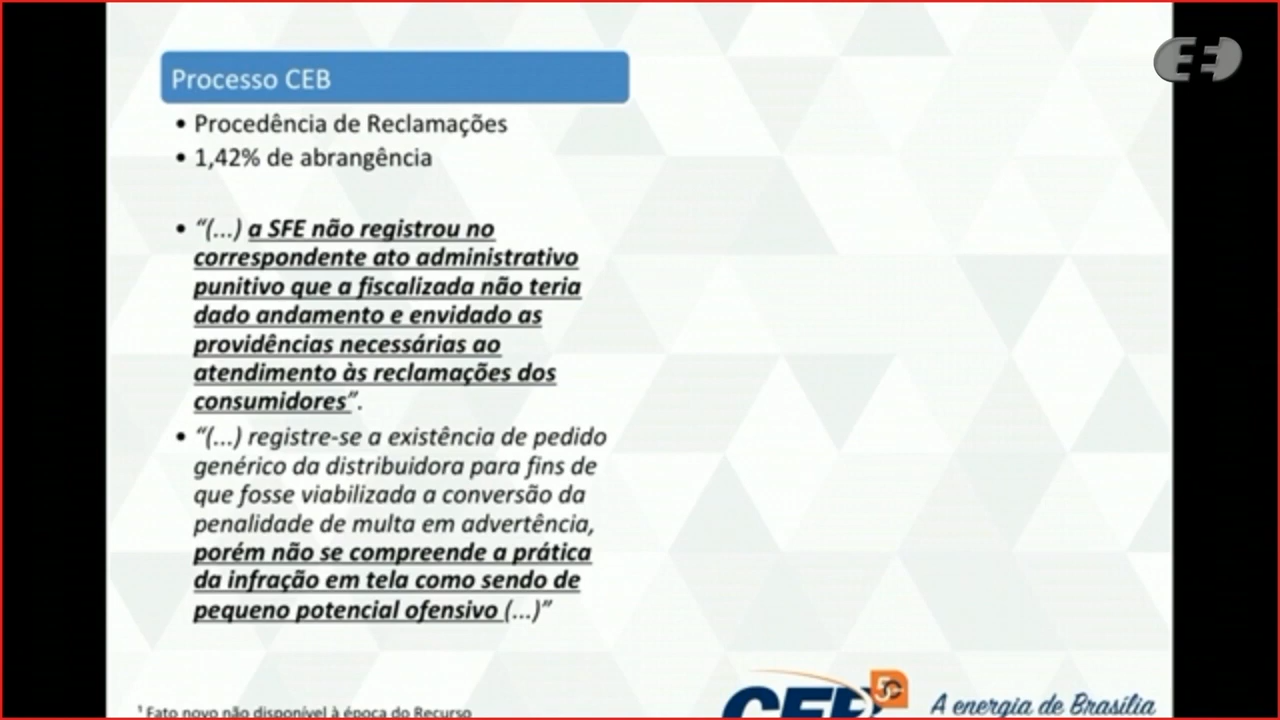 Processo CEB
• Procedência de Reclamações
• 1,42% de abrangência
• “(...) a SFE não registrou no
correspondente ato administrativo
punitivo que a fiscalizada não teria
dado andamento e envidado as
providências necessárias ao
atendimento às reclamações dos
consumidores”.
• “(...) registre-se a existência de pedido
genérico da distribuidora para fins de
que fosse viabilizada a conversão da
penalidade de multa em advertência,
porém não se compreende a prática
da infração em tela como sendo de
pequeno potencial ofensivo (...)”
CEB
A energia de Brasília
¹ Fato novo não disponível à época do Recurso